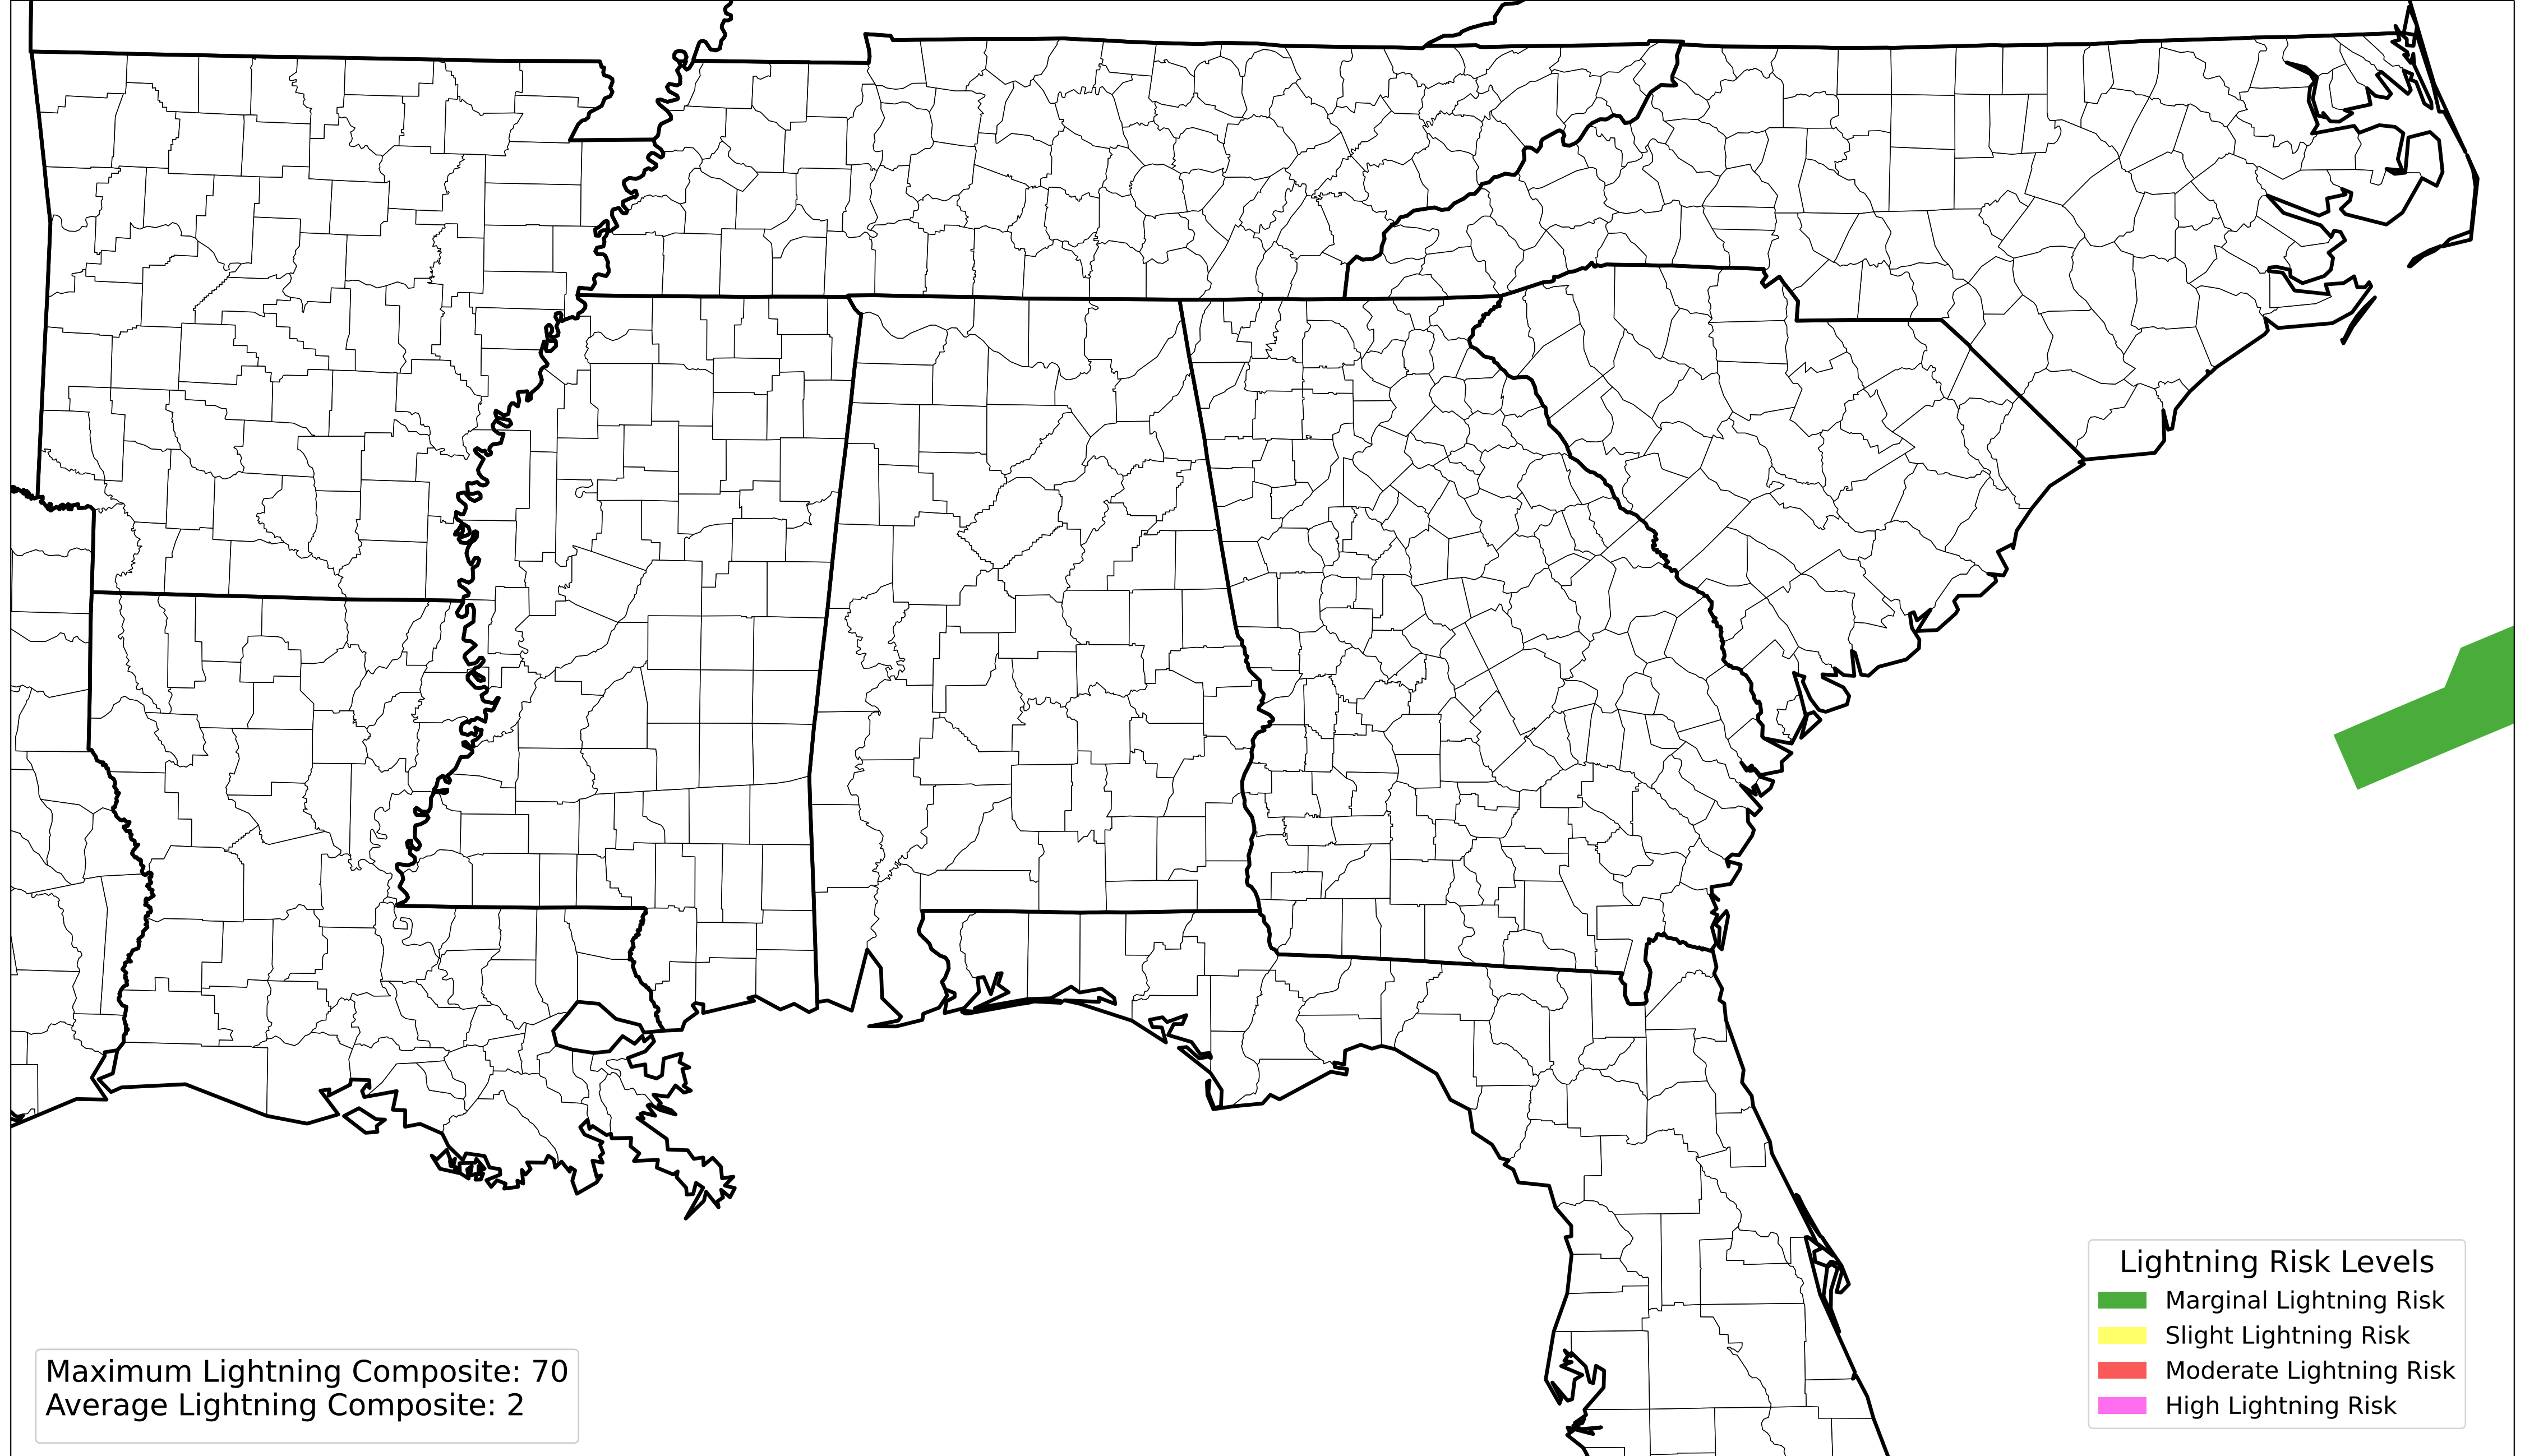 Lightning Risk Levels
Marginal Lightning Risk
Slight Lightning Risk
Moderate Lightning Risk
High Lightning Risk
Maximum Lightning Composite: 70
Average Lightning Composite: 2